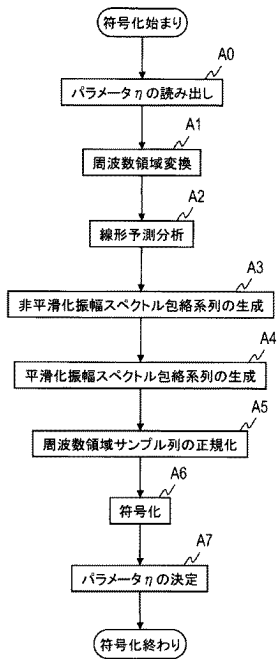 符号化始まり
A0
パラメータηの読み出し
A1
周波数領域変換
A2
線形予測分析
A3
非平滑化振幅スペクトル包絡系列の生成
A4
平滑化振幅スペクトル包絡系列の生成
A5
周波数領域サンプル列の正規化
A6
符号化
A7
パラメータηの決定
符号化終わり